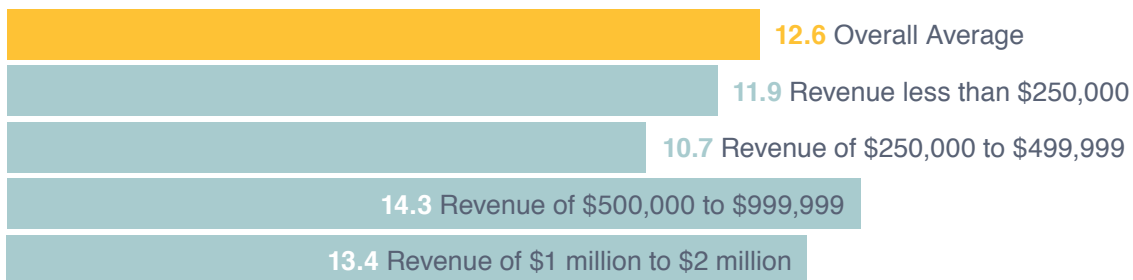 12.6 Overall Average
11.9 Revenue less than $250,000
10.7 Revenue of $250,000 to $499,999
14.3 Revenue of $500,000 to $999,999
13.4 Revenue of $1 million to $2 million